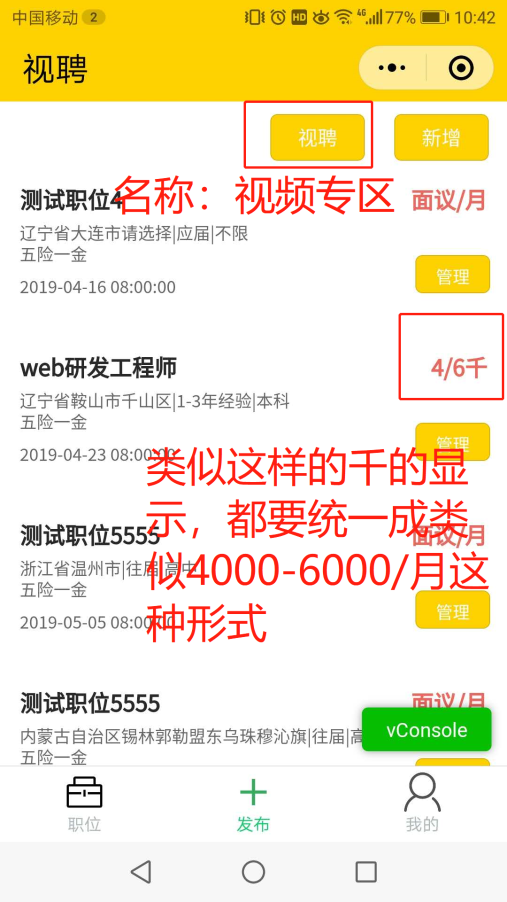 中国移动 2 HD 4G 77% 10:42
视聘
视聘 新增
名称：视频专区
测试职位4 面议/月
辽宁省大连市请选择|应届|不限
五险一金
管理
2019-04-16 08:00:00
web研发工程师 4/6千
辽宁省鞍山市千山区|1-3年经验|本科
五险一金
管理
2019-04-23 08:00:00
类似这样的千的显
示，都要统一成类
似4000-6000/月这
种形式
测试职位5555 面议/月
浙江省温州市|往届|高中
五险一金
管理
2019-05-05 08:00:00
测试职位5555 面议/月
内蒙古自治区锡林郭勒盟东乌珠穆沁旗|往届|高
五险一金
vConsole
职位 发布 我的